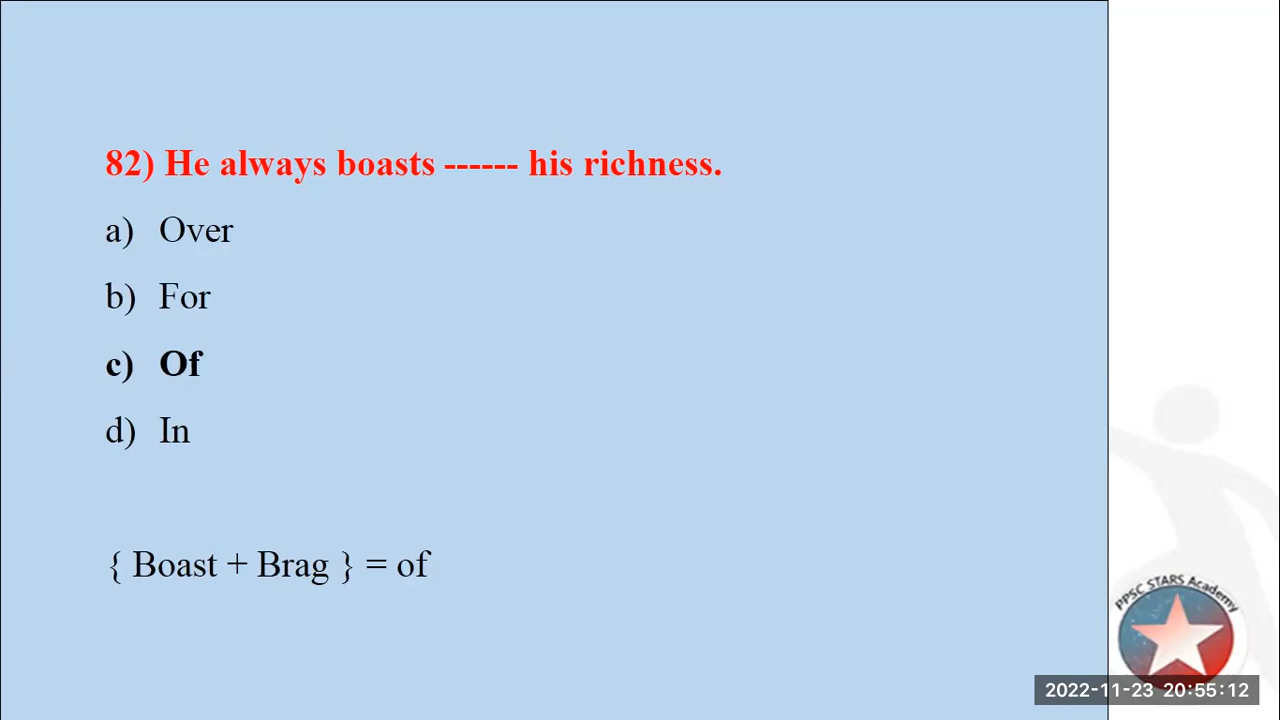 82) He always boasts ------ his richness.
a) Over
b) For
c) Of
d) In
{ Boast + Brag } = of
PPSC STARS Academy
2022-11-23 20:55:12